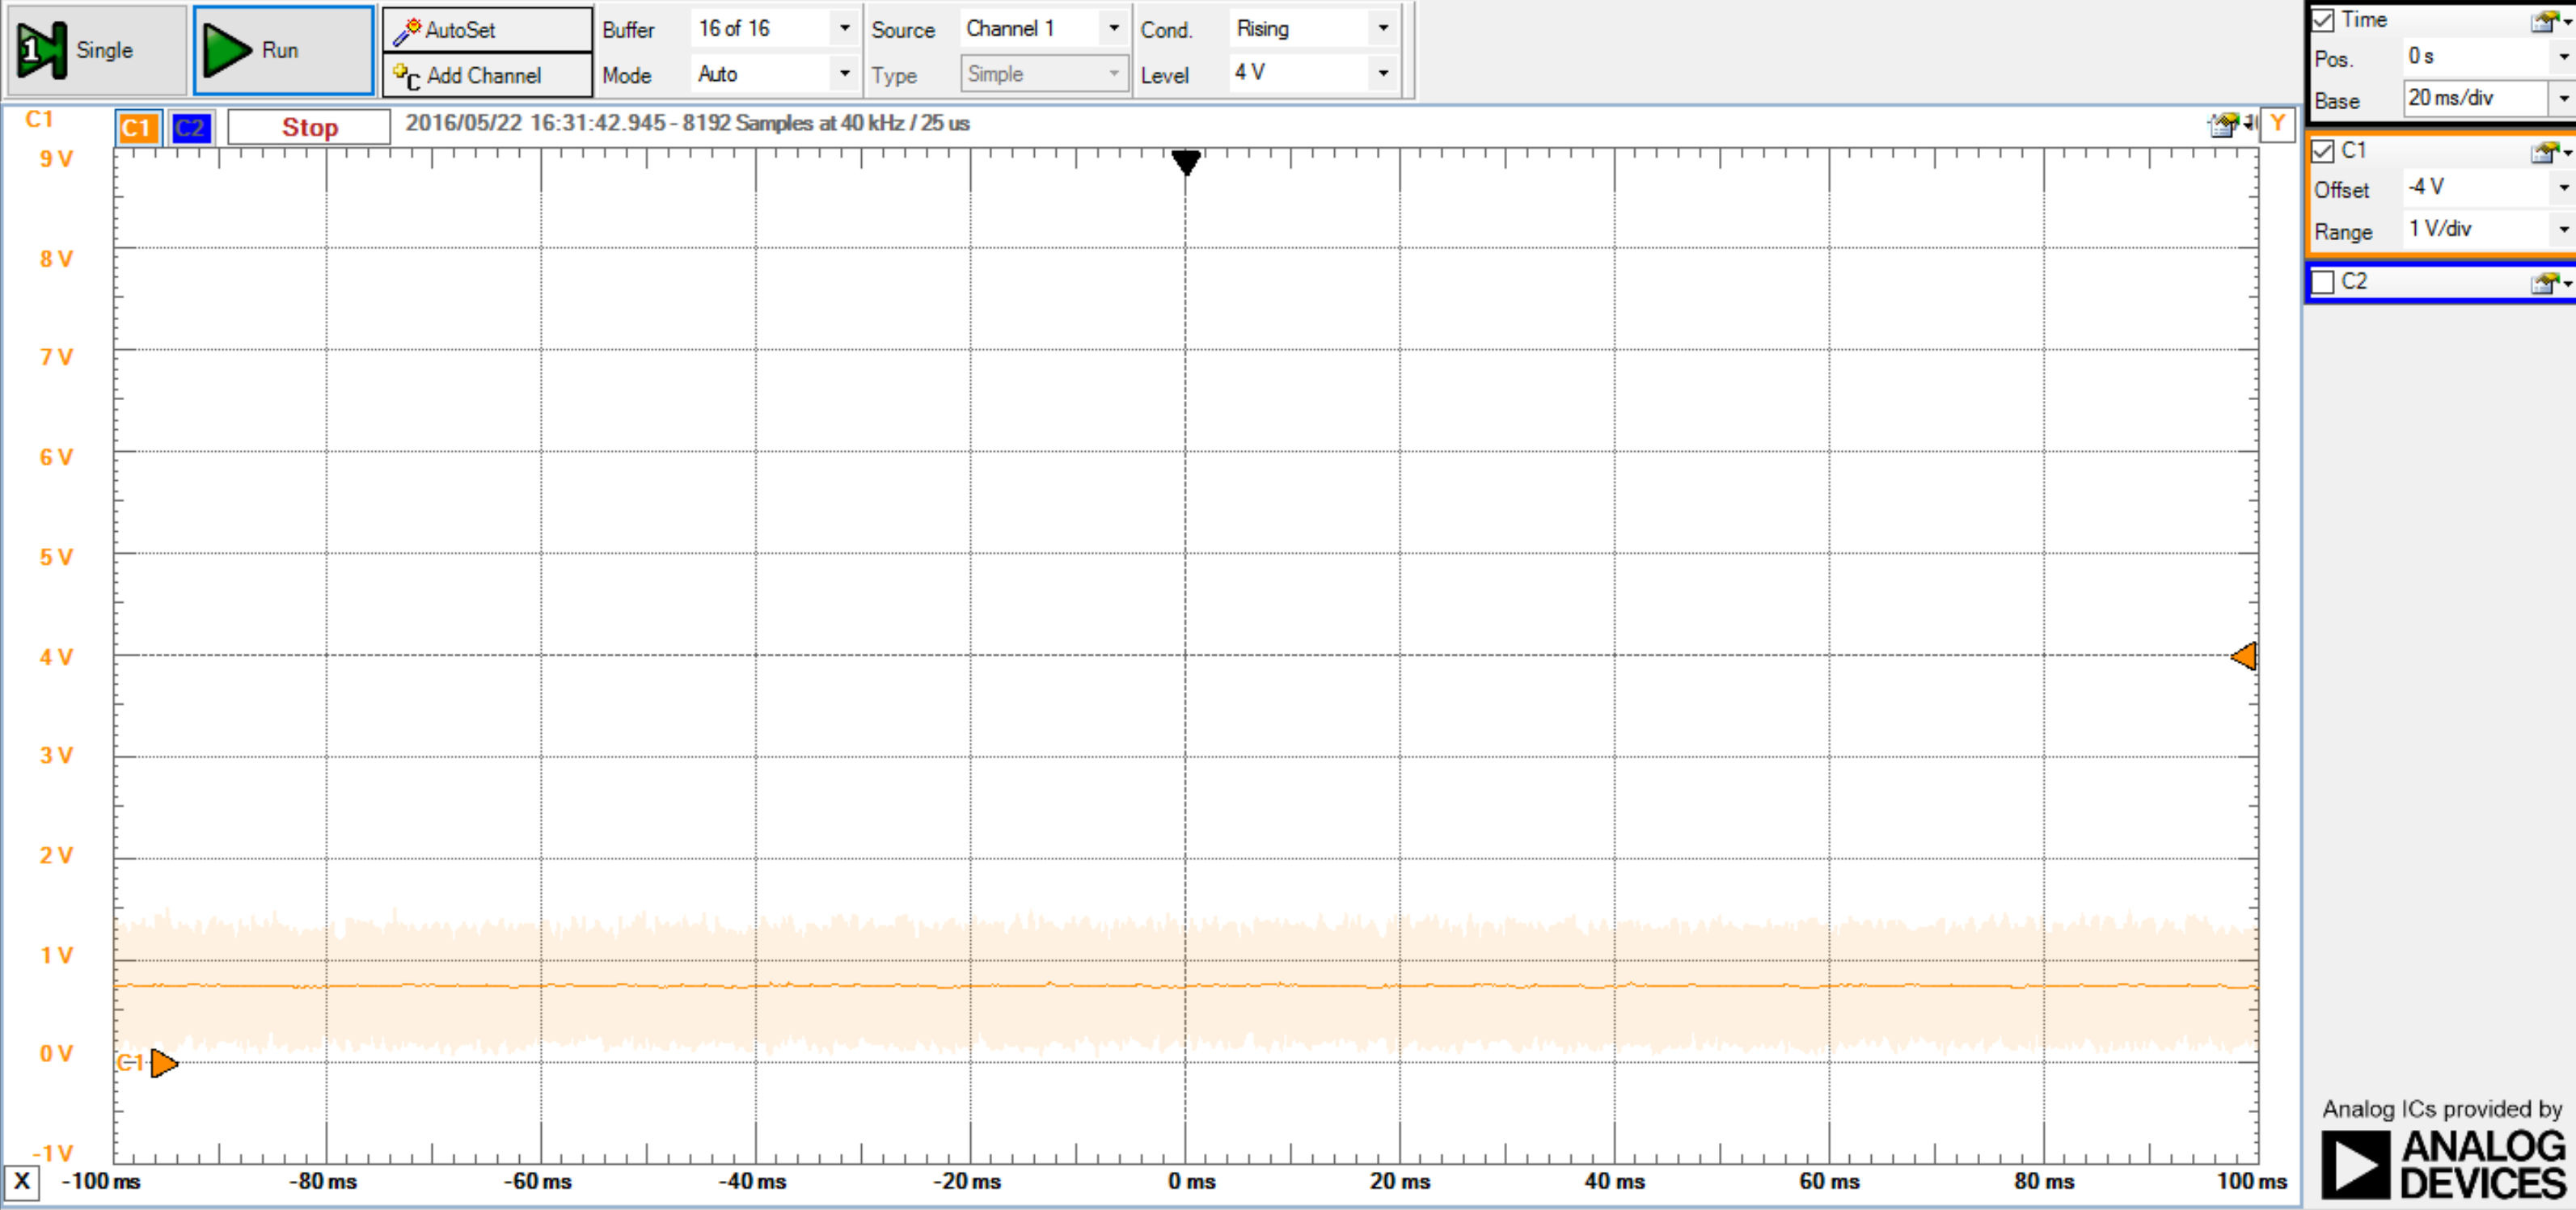 Single
Run
AutoSet
Add Channel
Buffer 16 of 16
Mode Auto
Source Channel 1
Type Simple
Cond. Rising
Level 4 V
Time
Pos. 0 s
Base 20 ms/div
C1
C1 C2 Stop 2016/05/22 16:31:42.945 - 8192 Samples at 40 kHz / 25 us
Y
C1
Offset -4 V
Range 1 V/div
C2
9 V
8 V
7 V
6 V
5 V
4 V
3 V
2 V
1 V
0 V
C1
-1 V
X -100 ms -80 ms -60 ms -40 ms -20 ms 0 ms 20 ms 40 ms 60 ms 80 ms 100 ms
Analog ICs provided by
ANALOG
DEVICES